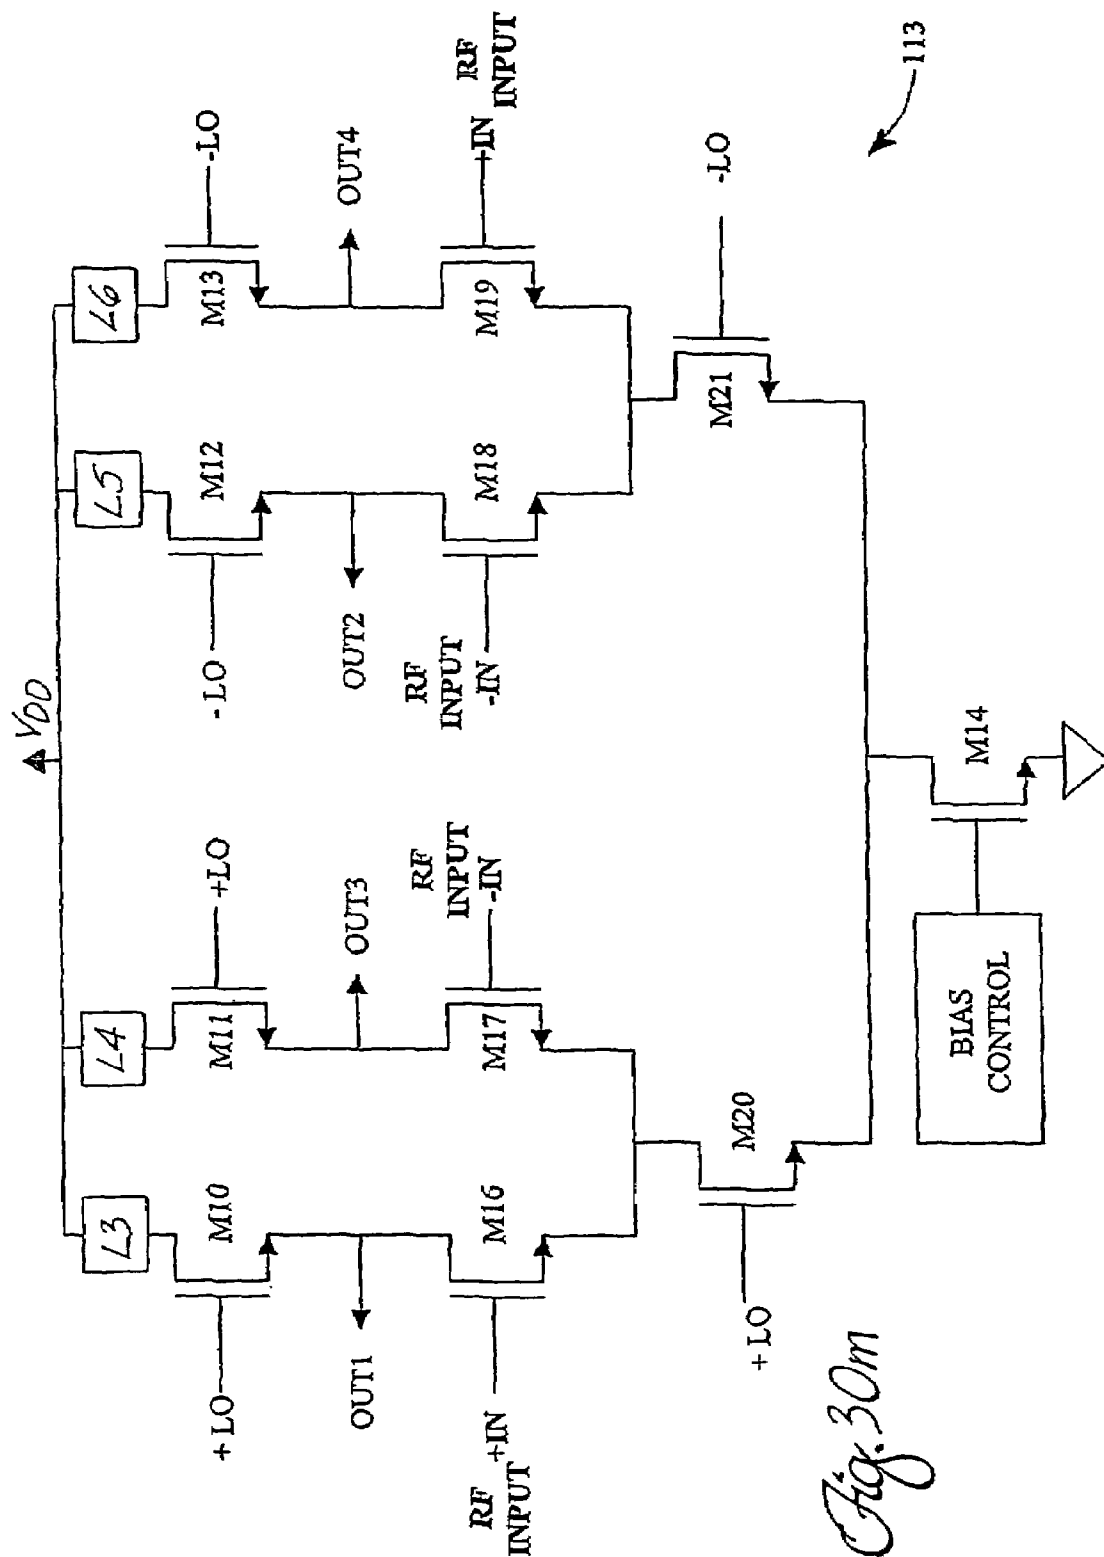 VDD
L3
L4
L5
L6
+ LO
M10
M11
+LO
-LO
M12
M13
-LO
OUT1
OUT3
OUT2
OUT4
RF
INPUT
+IN
M16
M17
RF
INPUT
-IN
RF
INPUT
-IN
M18
M19
RF
INPUT
+IN
+ LO
M20
M21
-LO
BIAS
CONTROL
M14
113
Fig. 30m